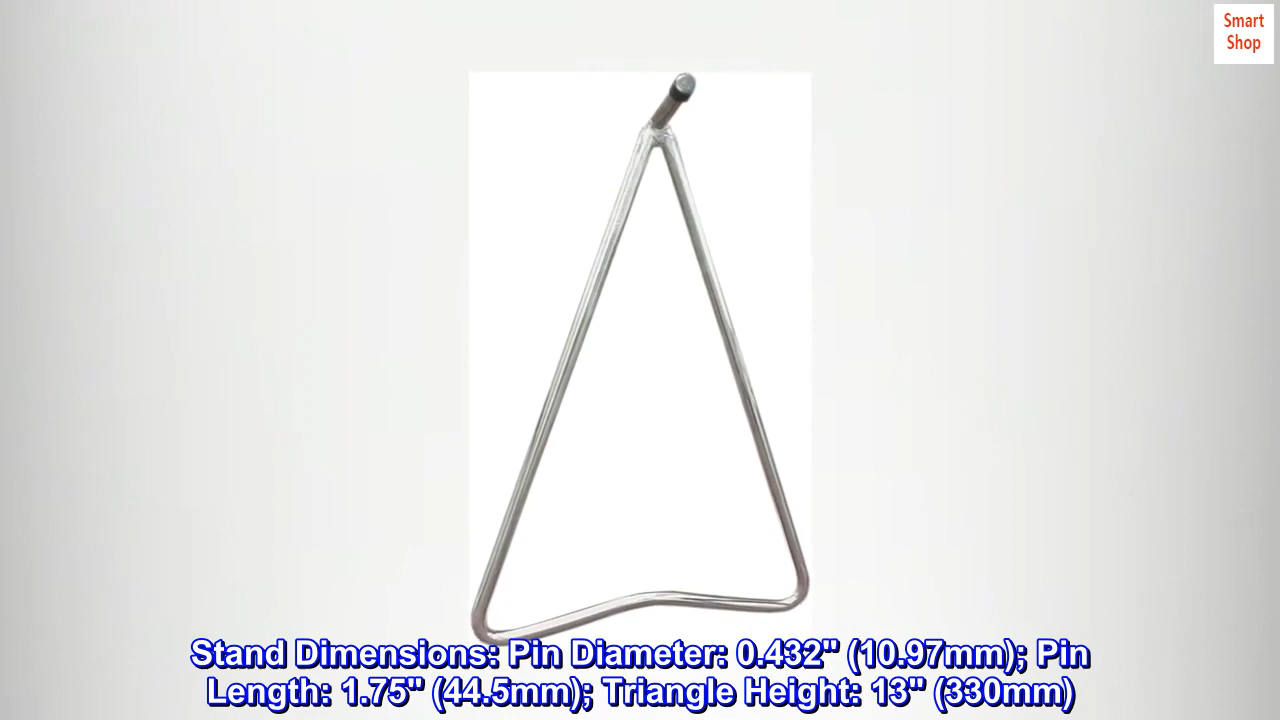 Smart
Shop
Stand Dimensions: Pin Diameter: 0.432" (10.97mm); Pin
Length: 1.75" (44.5mm); Triangle Height: 13" (330mm)